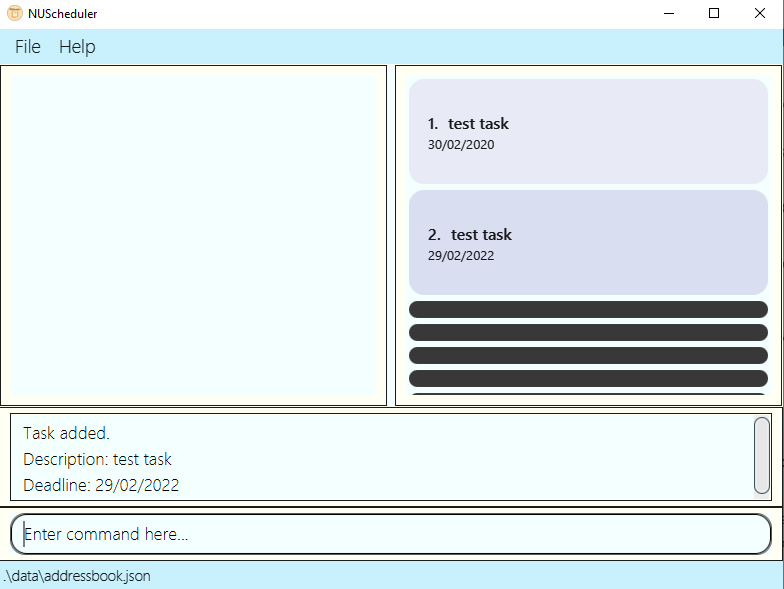 NUScheduler
File Help
1. test task
30/02/2020
2. test task
29/02/2022
Task added.
Description: test task
Deadline: 29/02/2022
Enter command here...
.\data\addressbook.json